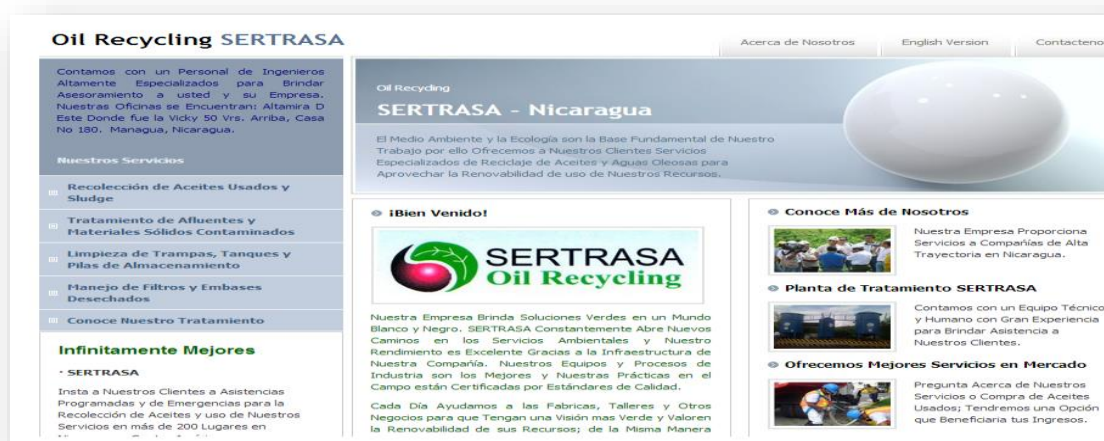 Oil Recycling SERTRASA
Acerca de Nosotros
English Version
Contacteno
Contamos con un Personal de Ingenieros
Altamente Especializados para Brindar
Asesoramiento a usted y su Empresa.
Nuestras Oficinas se Encuentran: Altamira D
Este Donde fue la Vicky 50 Vrs. Arriba, Casa
No 180. Managua, Nicaragua.
Nuestros Servicios
Recolección de Aceites Usados y
Sludge
Tratamiento de Afluentes y
Materiales Sólidos Contaminados
Limpieza de Trampas, Tanques y
Pilas de Almacenamiento
Manejo de Filtros y Embases
Desechados
Conoce Nuestro Tratamiento
Infinitamente Mejores
· SERTRASA
Insta a Nuestros Clientes a Asistencias
Programadas y de Emergencias para la
Recolección de Aceites y uso de Nuestros
Servicios en más de 200 Lugares en
Oil Recycling
SERTRASA - Nicaragua
El Medio Ambiente y la Ecología son la Base Fundamental de Nuestro
Trabajo por ello Ofrecemos a Nuestros Clientes Servicios
Especializados de Reciclaje de Aceites y Aguas Oleosas para
Aprovechar la Renovabilidad de uso de Nuestros Recursos.
¡Bien Venido!
SERTRASA
Oil Recycling
Nuestra Empresa Brinda Soluciones Verdes en un Mundo
Blanco y Negro. SERTRASA Constantemente Abre Nuevos
Caminos en los Servicios Ambientales y Nuestro
Rendimiento es Excelente Gracias a la Infraestructura de
Nuestra Compañía. Nuestros Equipos y Procesos de
Industria son los Mejores y Nuestras Prácticas en el
Campo están Certificadas por Estándares de Calidad.
Cada Día Ayudamos a las Fabricas, Talleres y Otros
Negocios para que Tengan una Visión mas Verde y Valoren
la Renovabilidad de sus Recursos; de la Misma Manera
Conoce Más de Nosotros
Nuestra Empresa Proporciona
Servicios a Compañías de Alta
Trayectoria en Nicaragua.
Planta de Tratamiento SERTRASA
Contamos con un Equipo Técnico
y Humano con Gran Experiencia
para Brindar Asistencia a
Nuestros Clientes.
Ofrecemos Mejores Servicios en Mercado
Pregunta Acerca de Nuestros
Servicios o Compra de Aceites
Usados; Tendremos una Opción
que Beneficiaria tus Ingresos.